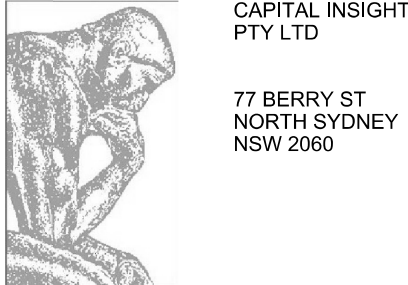 CAPITAL INSIGHT
PTY LTD
77 BERRY ST
NORTH SYDNEY
NSW 2060